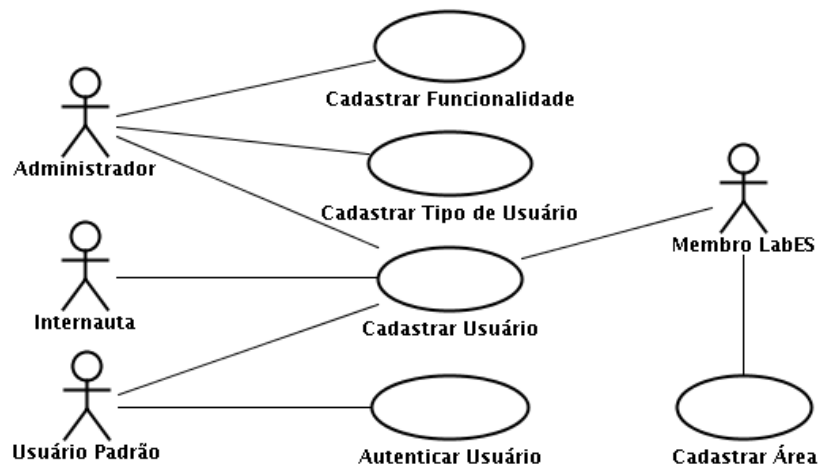 Cadastrar Funcionalidade
Administrador
Cadastrar Tipo de Usuário
Membro LabES
Internauta
Cadastrar Usuário
Usuário Padrão
Autenticar Usuário
Cadastrar Área